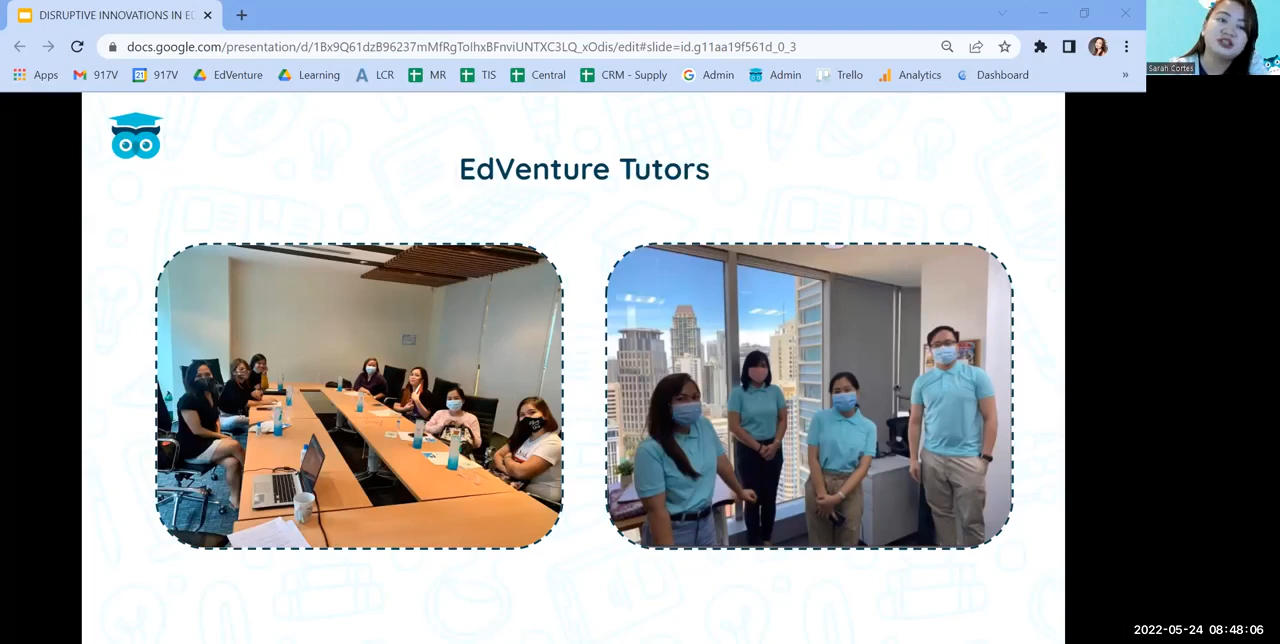 DISRUPTIVE INNOVATIONS IN ED
docs.google.com/presentation/d/1Bx9Q61dzB96237mMfRgToIhxBFnviUNTXC3LQ_xOdis/edit#slide=id.g11aa19f561d_0_3
Apps 917V 917V EdVenture Learning LCR MR TIS Central CRM - Supply Admin Admin Trello Analytics Dashboard »
Sarah Cortes
EdVenture Tutors
2022-05-24 08:48:06